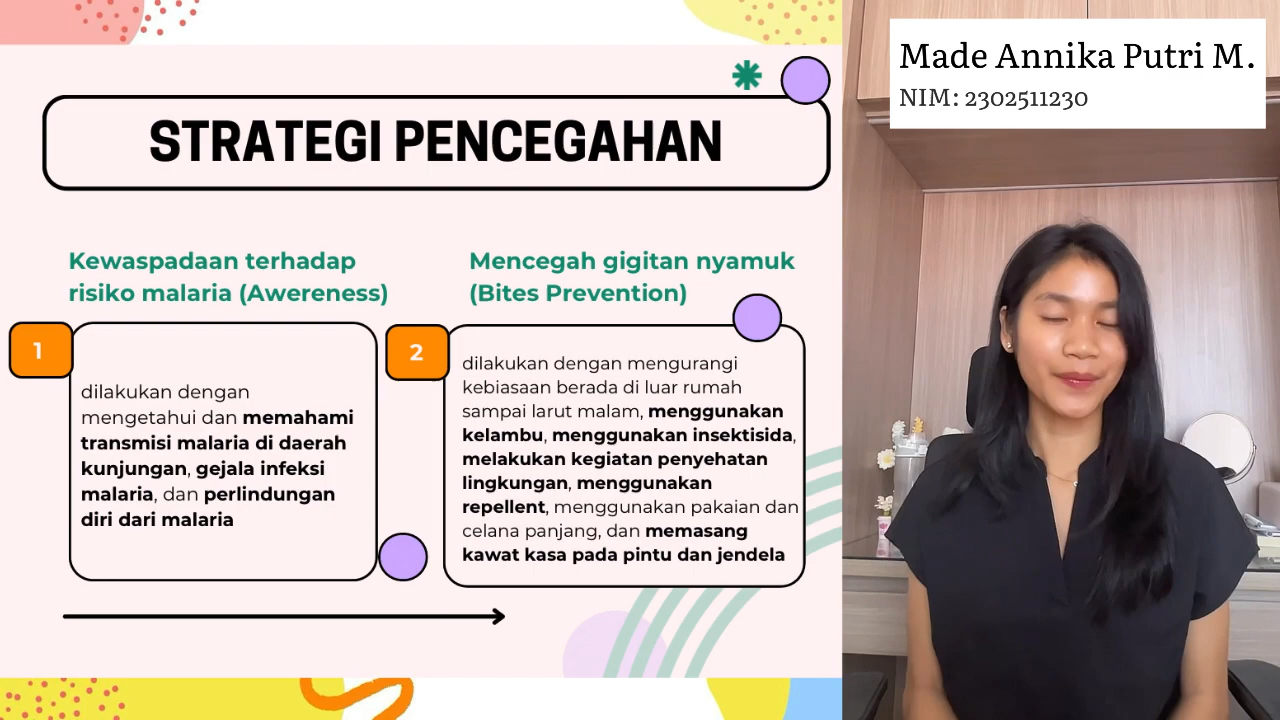 Made Annika Putri M.
NIM: 2302511230
STRATEGI PENCEGAHAN
Kewaspadaan terhadap
risiko malaria (Awereness)
1
dilakukan dengan
mengetahui dan memahami
transmisi malaria di daerah
kunjungan, gejala infeksi
malaria, dan perlindungan
diri dari malaria
Mencegah gigitan nyamuk
(Bites Prevention)
2
dilakukan dengan mengurangi
kebiasaan berada di luar rumah
sampai larut malam, menggunakan
kelambu, menggunakan insektisida,
melakukan kegiatan penyehatan
lingkungan, menggunakan
repellent, menggunakan pakaian dan
celana panjang, dan memasang
kawat kasa pada pintu dan jendela